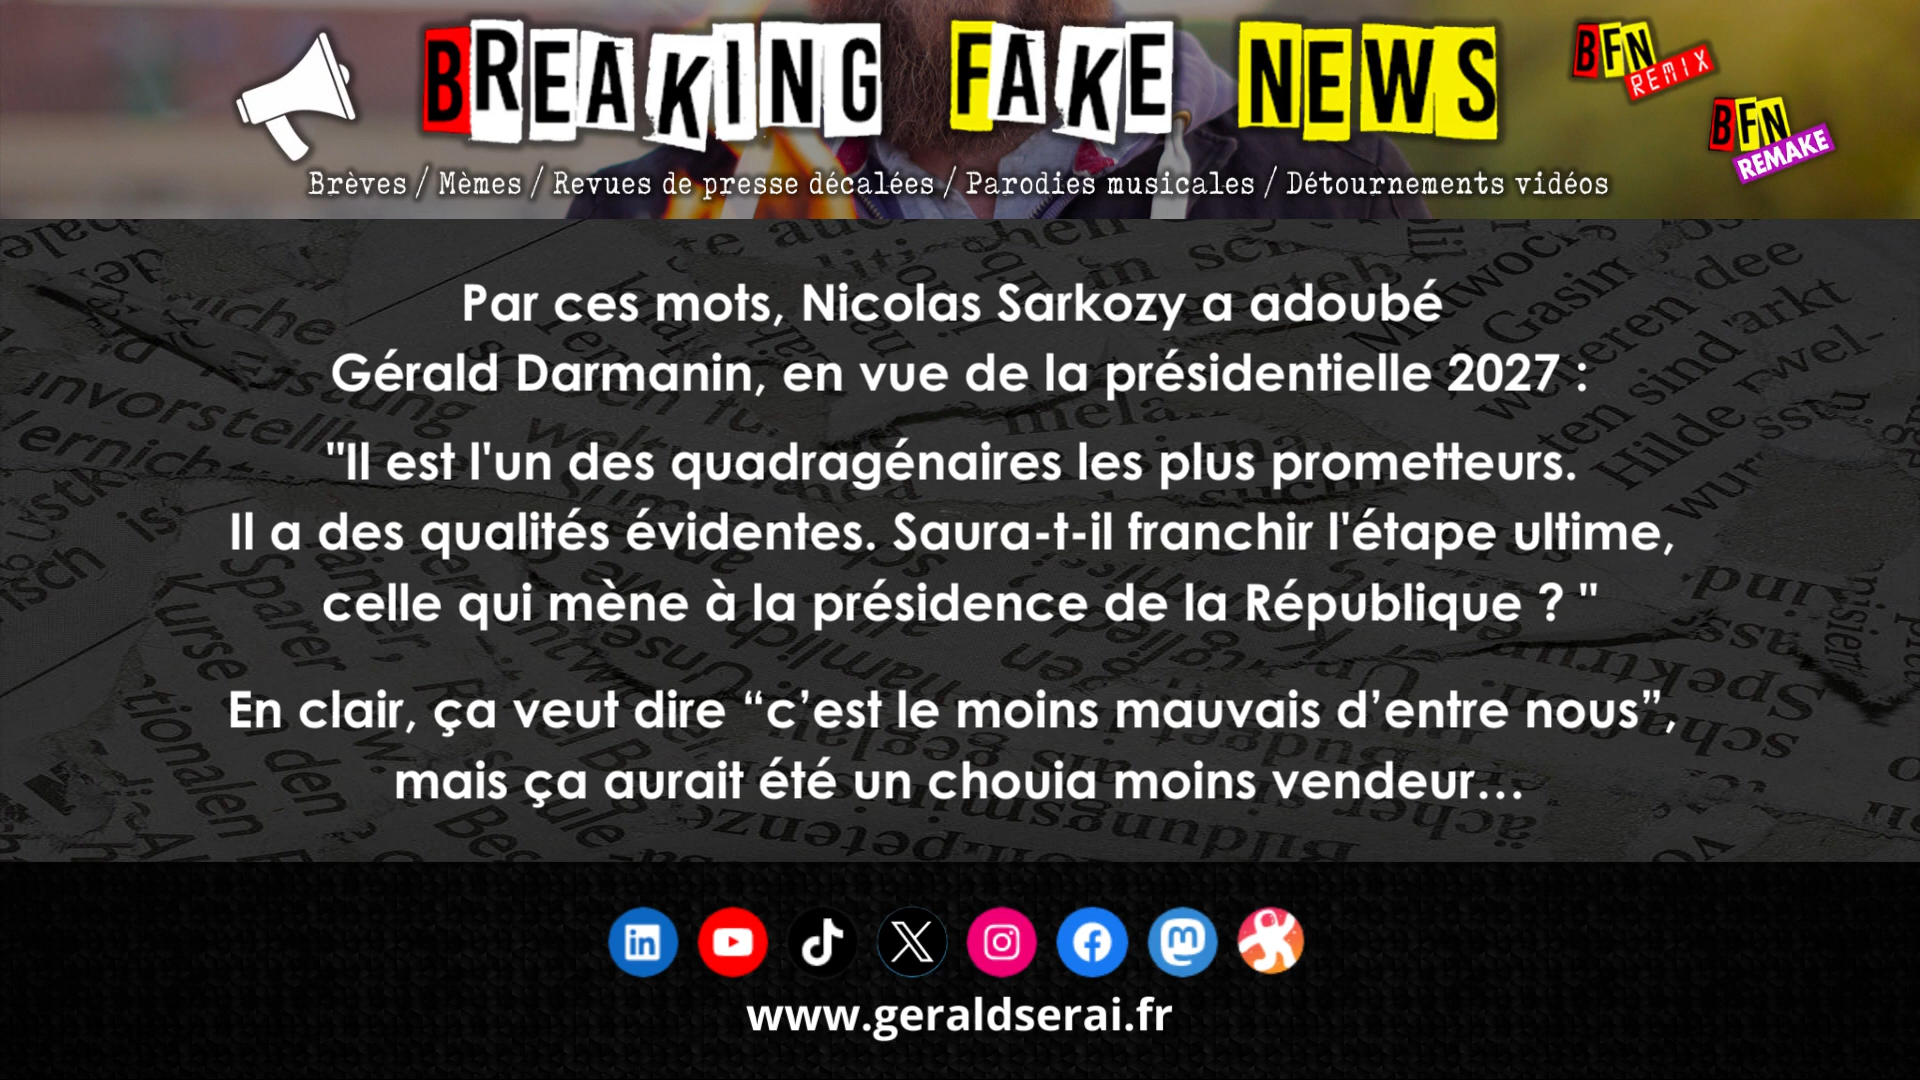 BREAKING FAKE NEWS
BFN REMIX
BFN REMAKE
Brèves / Mèmes / Revues de presse décalées / Parodies musicales / Détournements vidéos
Par ces mots, Nicolas Sarkozy a adoubé
Gérald Darmanin, en vue de la présidentielle 2027 :
"Il est l'un des quadragénaires les plus prometteurs.
Il a des qualités évidentes. Saura-t-il franchir l'étape ultime,
celle qui mène à la présidence de la République ? "
En clair, ça veut dire “c’est le moins mauvais d’entre nous”,
mais ça aurait été un chouia moins vendeur…
www.geraldserai.fr